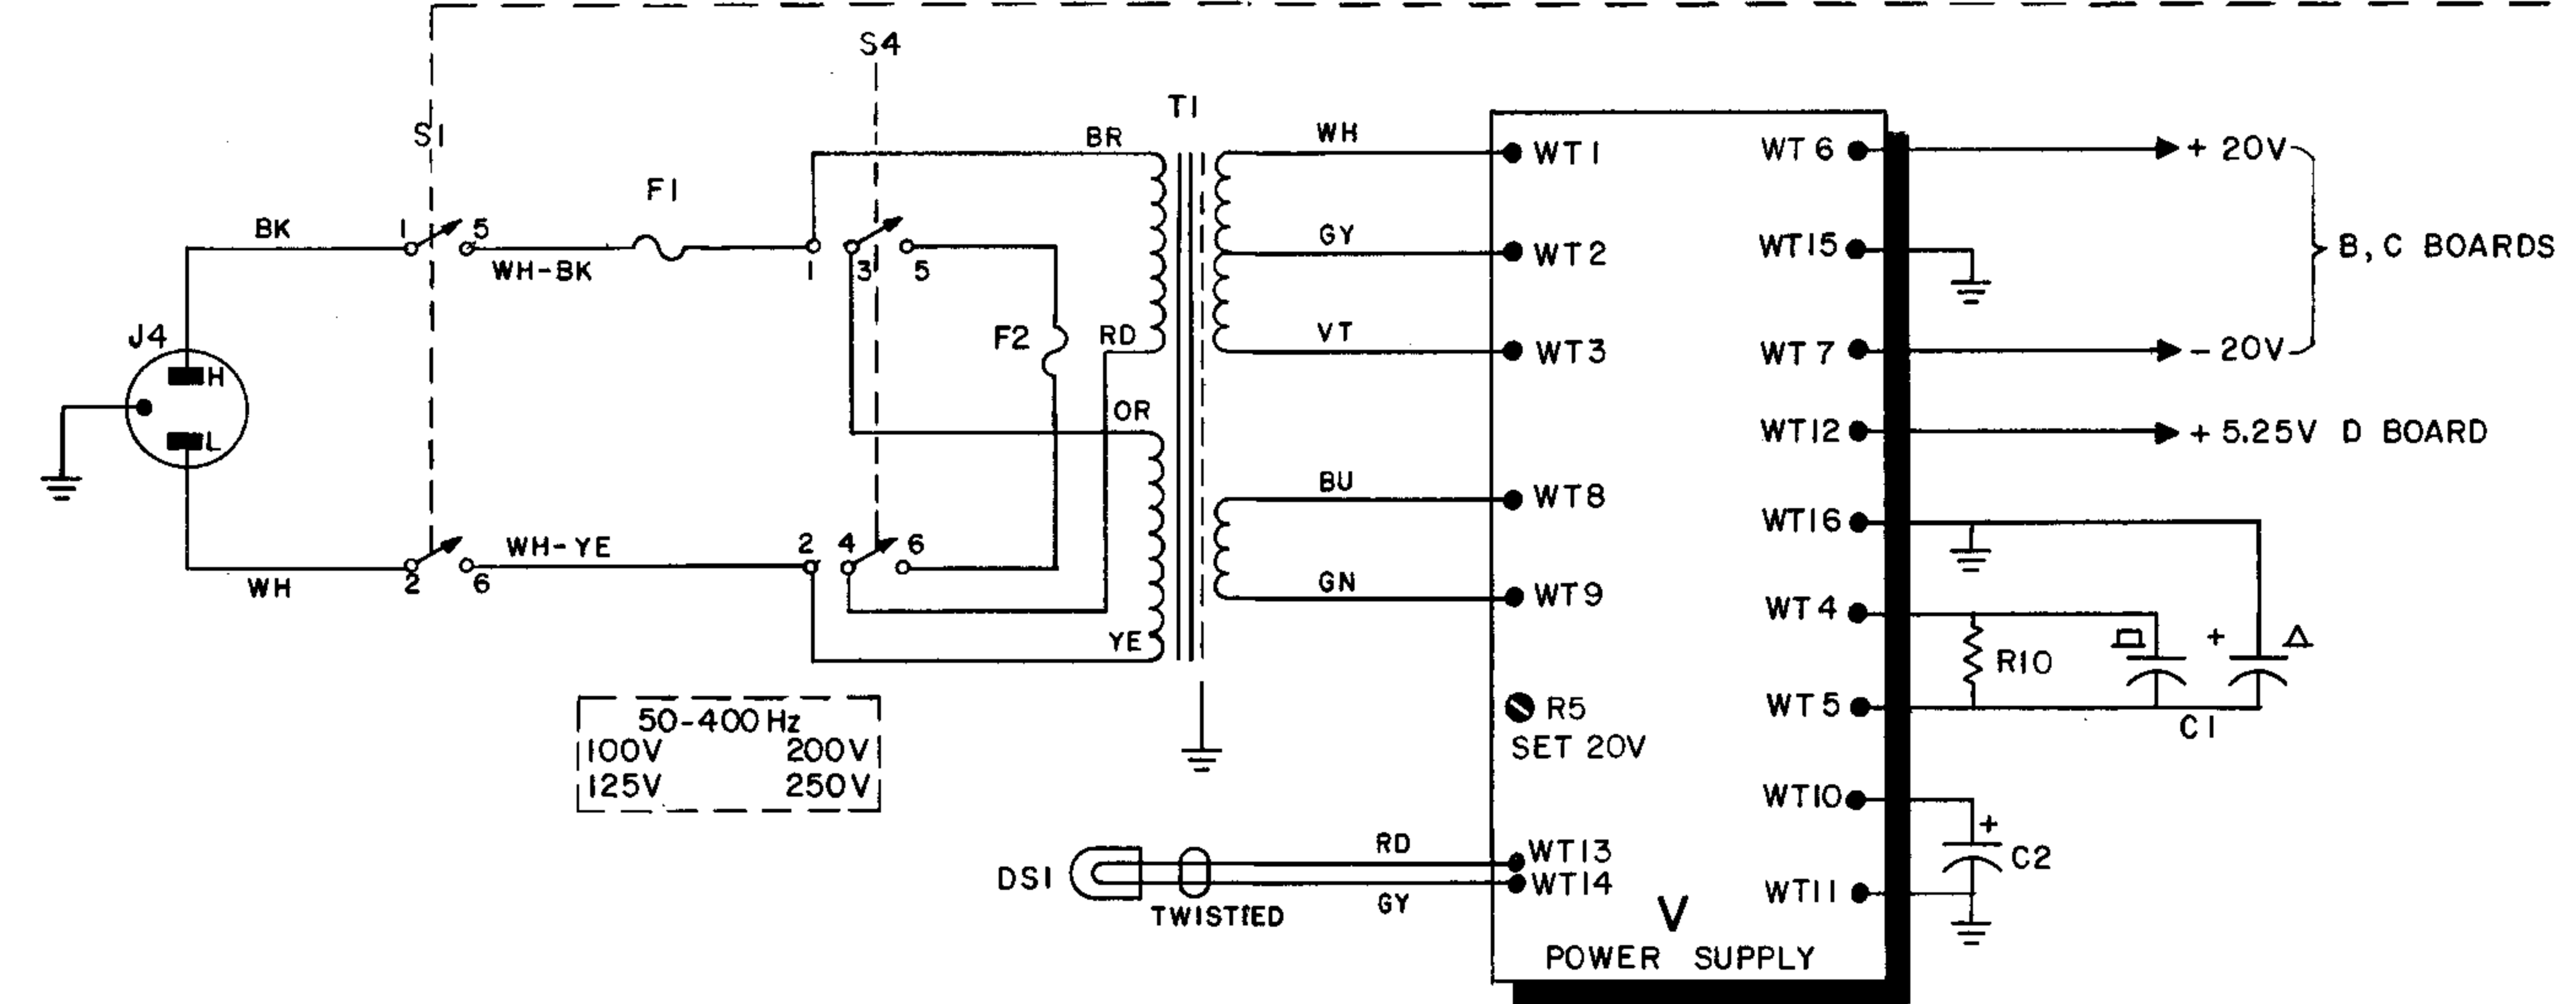 S4
S1
T1
BR
WH
WT1
WT6
+ 20V
F1
BK
1
5
WH-BK
1
3
5
GY
WT2
WT15
B, C BOARDS
J4
H
L
F2
RD
VT
WT3
WT7
- 20V
OR
WT12
+ 5.25V D BOARD
BU
WT8
WT16
WH
2
6
WH-YE
2
4
6
GN
WT9
WT4
YE
R10
+
50-400 Hz
100V 200V
125V 250V
R5
SET 20V
WT5
C1
WT10
+
C2
DS1
TWISTIED
RD
GY
WT13
WT14
WT11
V
POWER SUPPLY